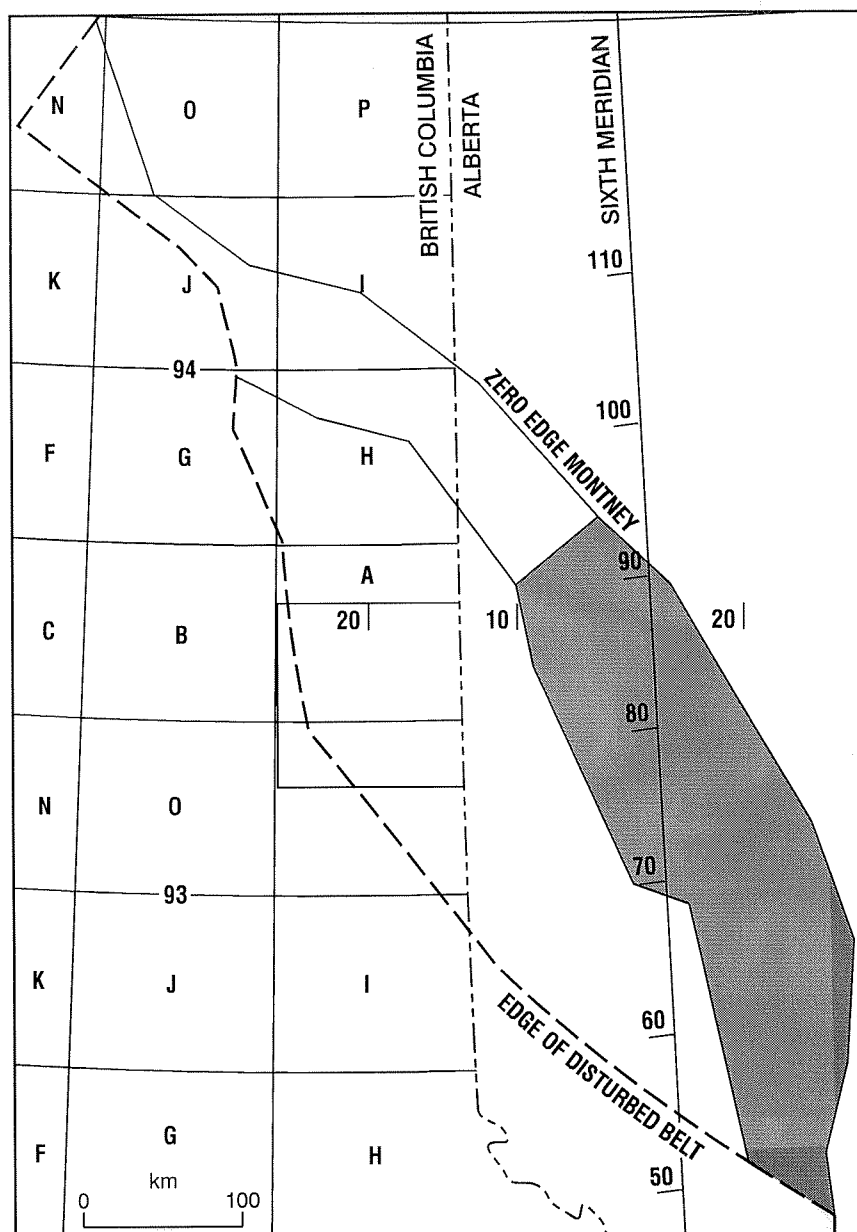 BRITISH COLUMBIA
ALBERTA
SIXTH MERIDIAN
N
O
P
K
J
I
110
94
ZERO EDGE MONTNEY
100
F
G
H
A
90
20
10
20
C
B
80
N
O
70
93
K
J
I
EDGE OF DISTURBED BELT
60
F
G
H
50
km
0
100